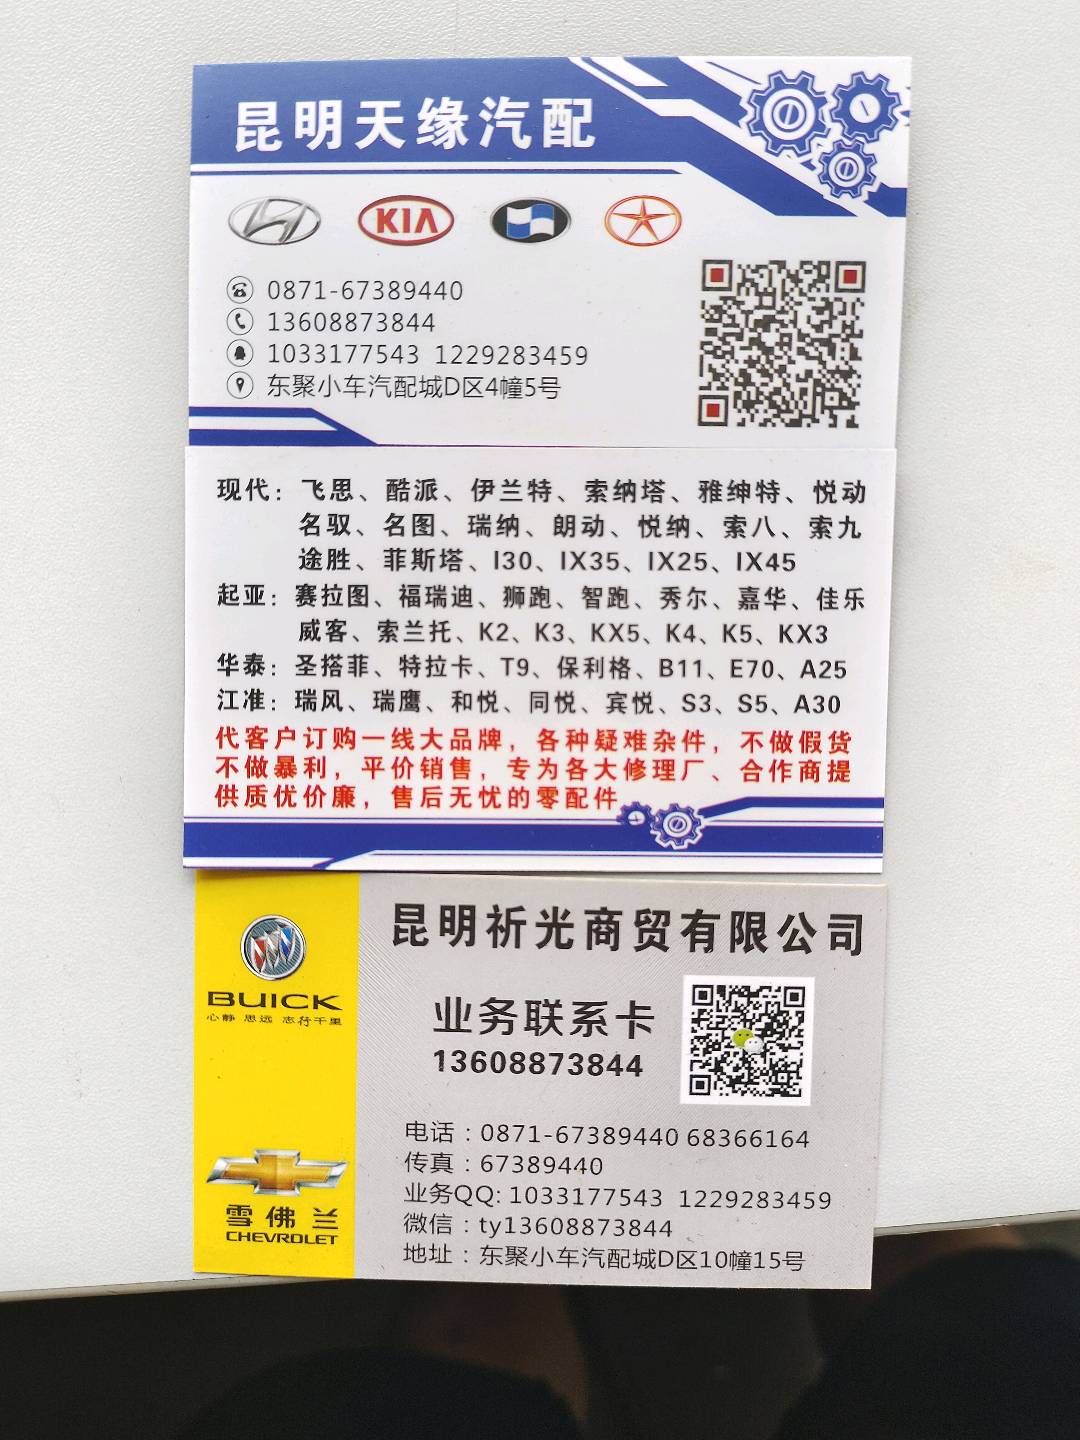 昆明天缘汽配
KIA
0871-67389440
13608873844
1033177543 1229283459
东聚小车汽配城D区4幢5号
现代：飞思、酷派、伊兰特、索纳塔、雅绅特、悦动
名驭、名图、瑞纳、朗动、悦纳、索八、索九
途胜、菲斯塔、I30、IX35、IX25、IX45
起亚：赛拉图、福瑞迪、狮跑、智跑、秀尔、嘉华、佳乐
威客、索兰托、K2、K3、KX5、K4、K5、KX3
华泰：圣搭菲、特拉卡、T9、保利格、B11、E70、A25
江准：瑞风、瑞鹰、和悦、同悦、宾悦、S3、S5、A30
代客户订购一线大品牌，各种疑难杂件，不做假货
不做暴利，平价销售，专为各大修理厂、合作商提
供质优价廉，售后无忧的零配件
昆明祈光商贸有限公司
BUICK
心静 思远 志行千里
业务联系卡
13608873844
电话：0871-67389440 68366164
传真：67389440
业务QQ: 1033177543 1229283459
微信：ty13608873844
地址：东聚小车汽配城D区10幢15号
雪佛兰
CHEVROLET